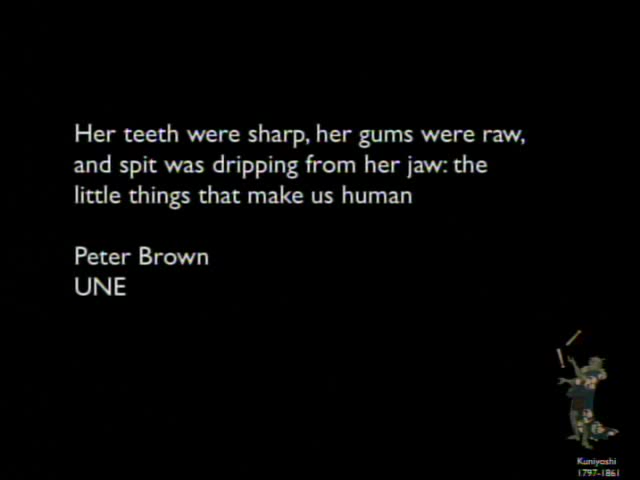 Her teeth were sharp, her gums were raw,
and spit was dripping from her jaw: the
little things that make us human
Peter Brown
UNE
Kuniyoshi
1797-1861